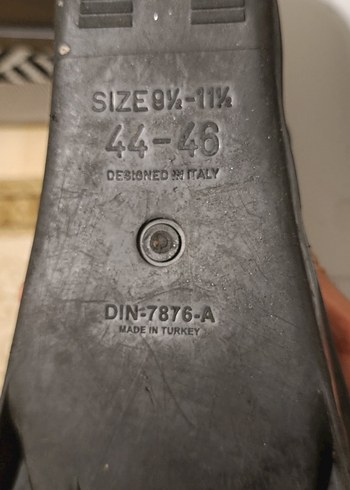 SIZE 9½-11½
44-46
DESIGNED IN ITALY
DIN-7876-A
MADE IN TURKEY